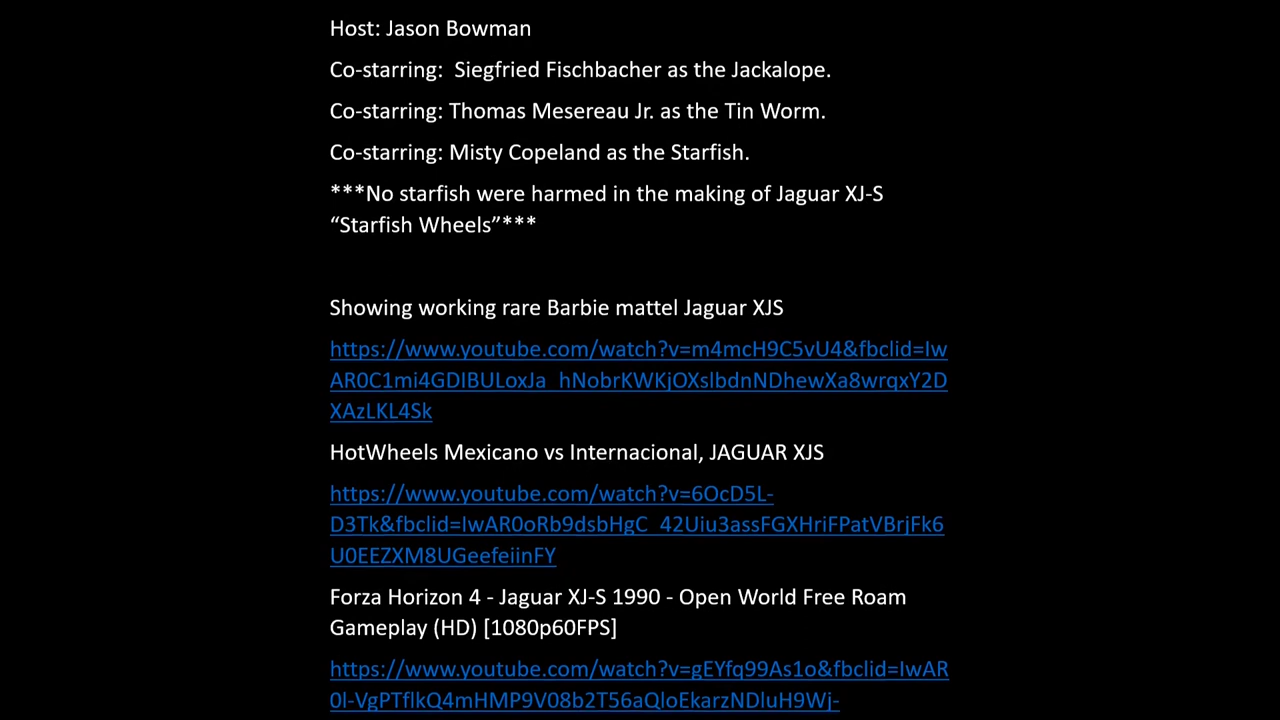 Host: Jason Bowman
Co-starring:  Siegfried Fischbacher as the Jackalope.
Co-starring: Thomas Mesereau Jr. as the Tin Worm.
Co-starring: Misty Copeland as the Starfish.
***No starfish were harmed in the making of Jaguar XJ-S
“Starfish Wheels”***
Showing working rare Barbie mattel Jaguar XJS
https://www.youtube.com/watch?v=m4mcH9C5vU4&fbclid=Iw
AR0C1mi4GDIBULoxJa_hNobrKWKjOXslbdnNDhewXa8wrqxY2D
XAzLKL4Sk
HotWheels Mexicano vs Internacional, JAGUAR XJS
https://www.youtube.com/watch?v=6OcD5L-
D3Tk&fbclid=IwAR0oRb9dsbHgC_42Uiu3assFGXHriFPatVBrjFk6
U0EEZXM8UGeefeiinFY
Forza Horizon 4 - Jaguar XJ-S 1990 - Open World Free Roam
Gameplay (HD) [1080p60FPS]
https://www.youtube.com/watch?v=gEYfq99As1o&fbclid=IwAR
0l-VgPTflkQ4mHMP9V08b2T56aQloEkarzNDluH9Wj-